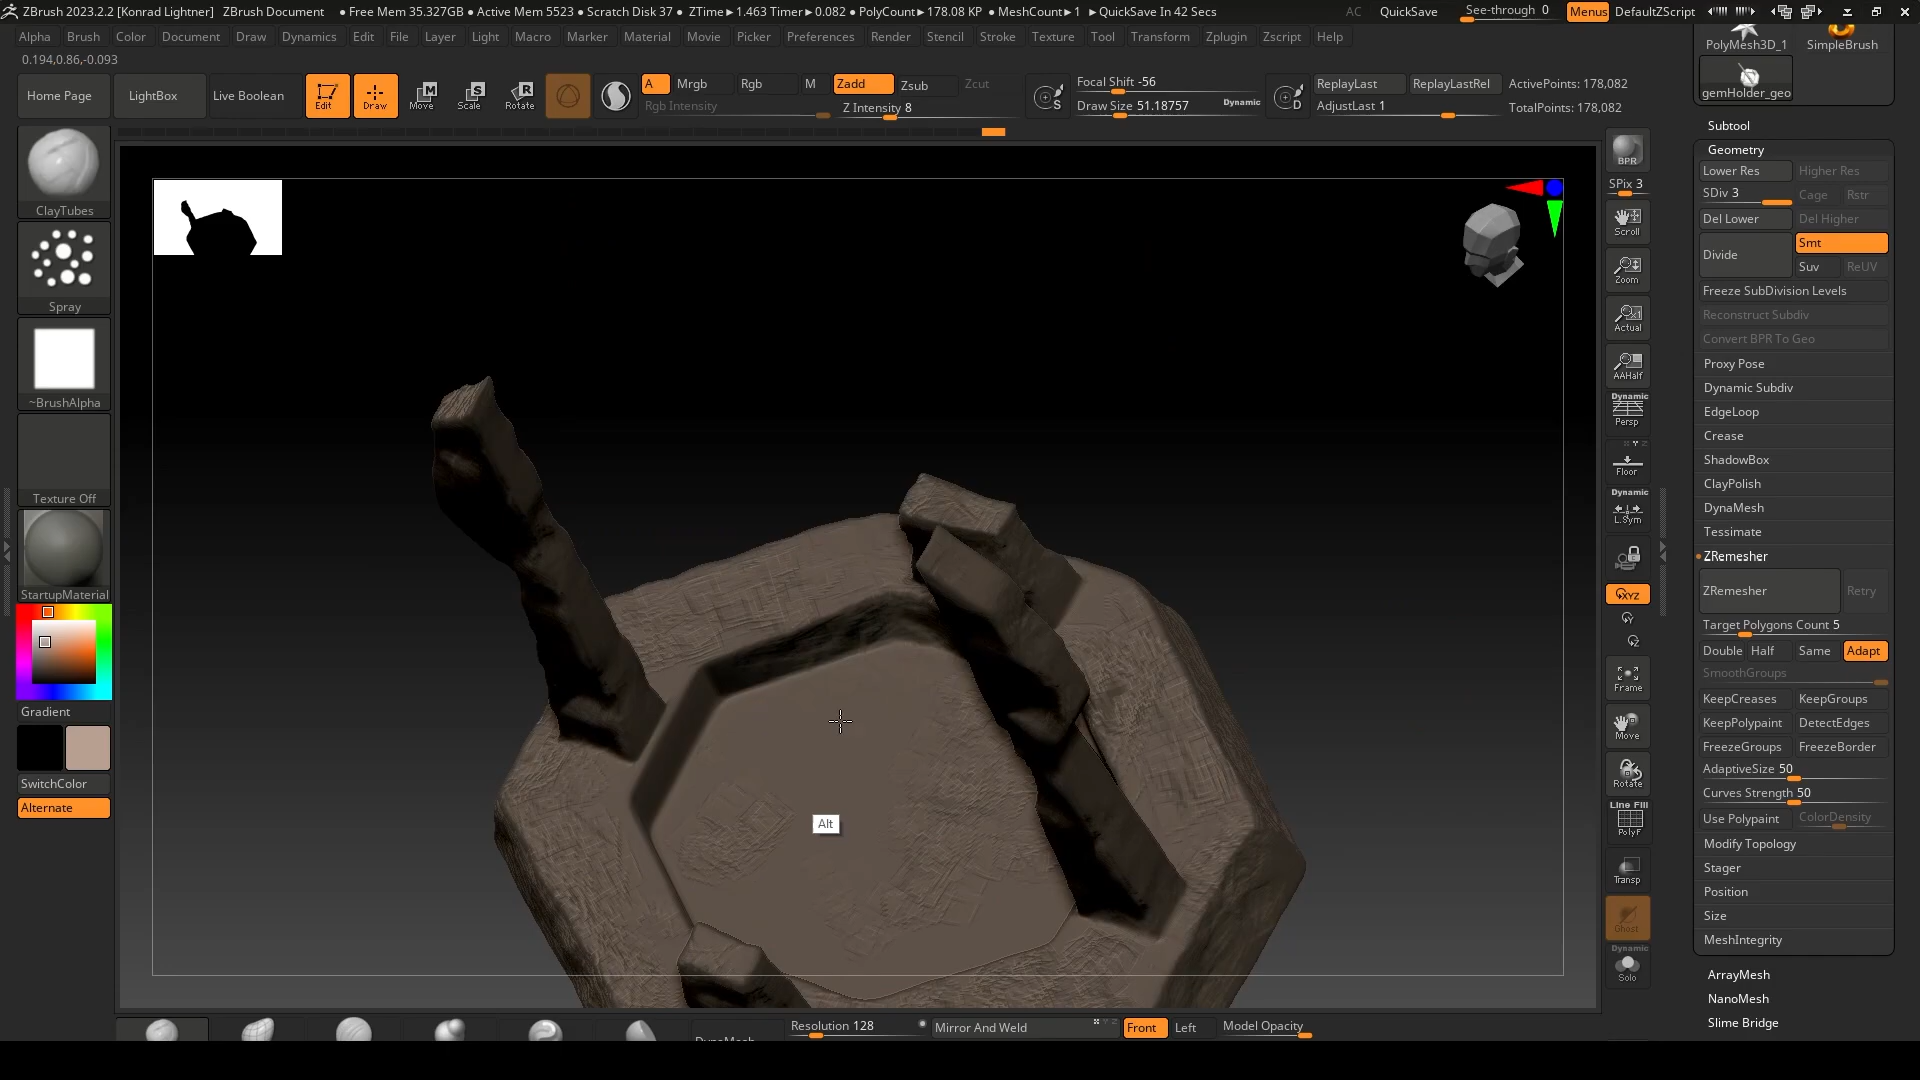 ZBrush 2023.2.2 [Konrad Lightner] ZBrush Document ● Free Mem 35.327GB ● Active Mem 5523 ● Scratch Disk 37 ● ZTime►1.463 Timer►0.082 ● PolyCount►178.08 KP ● MeshCount►1 ►QuickSave In 42 Secs AC QuickSave See-through 0 Menus DefaultZScript
Alpha Brush Color Document Draw Dynamics Edit File Layer Light Macro Marker Material Movie Picker Preferences Render Stencil Stroke Texture Tool Transform Zplugin Zscript Help
PolyMesh3D_1 SimpleBrush
0.194,0.86,-0.093
Home Page LightBox Live Boolean Edit Draw Move Scale Rotate
A Mrgb Rgb M Zadd Zsub Zcut
Rgb Intensity Z Intensity 8
Focal Shift -56
Draw Size 51.18757 Dynamic
S D
ReplayLast ReplayLastRel ActivePoints: 178,082
AdjustLast 1 TotalPoints: 178,082
gemHolder_geo
ClayTubes
Spray
~BrushAlpha
Texture Off
StartupMaterial
Gradient
SwitchColor
Alternate
Alt
BPR
SPix 3
Scroll
Zoom
Actual
AAHalf
Dynamic
Persp
Floor
Dynamic
L.Sym
XYZ
Frame
Move
Rotate
Line Fill
PolyF
Transp
Ghost
Dynamic
Solo
Subtool
Geometry
Lower Res Higher Res
SDiv 3 Cage Rstr
Del Lower Del Higher
Divide Smt
Suv ReUV
Freeze SubDivision Levels
Reconstruct Subdiv
Convert BPR To Geo
Proxy Pose
Dynamic Subdiv
EdgeLoop
Crease
ShadowBox
ClayPolish
DynaMesh
Tessimate
ZRemesher
ZRemesher Retry
Target Polygons Count 5
Double Half Same Adapt
SmoothGroups
KeepCreases KeepGroups
KeepPolypaint DetectEdges
FreezeGroups FreezeBorder
AdaptiveSize 50
Curves Strength 50
Use Polypaint ColorDensity
Modify Topology
Stager
Position
Size
MeshIntegrity
ArrayMesh
NanoMesh
Slime Bridge
DynaMesh Resolution 128 Mirror And Weld Front Left Model Opacity